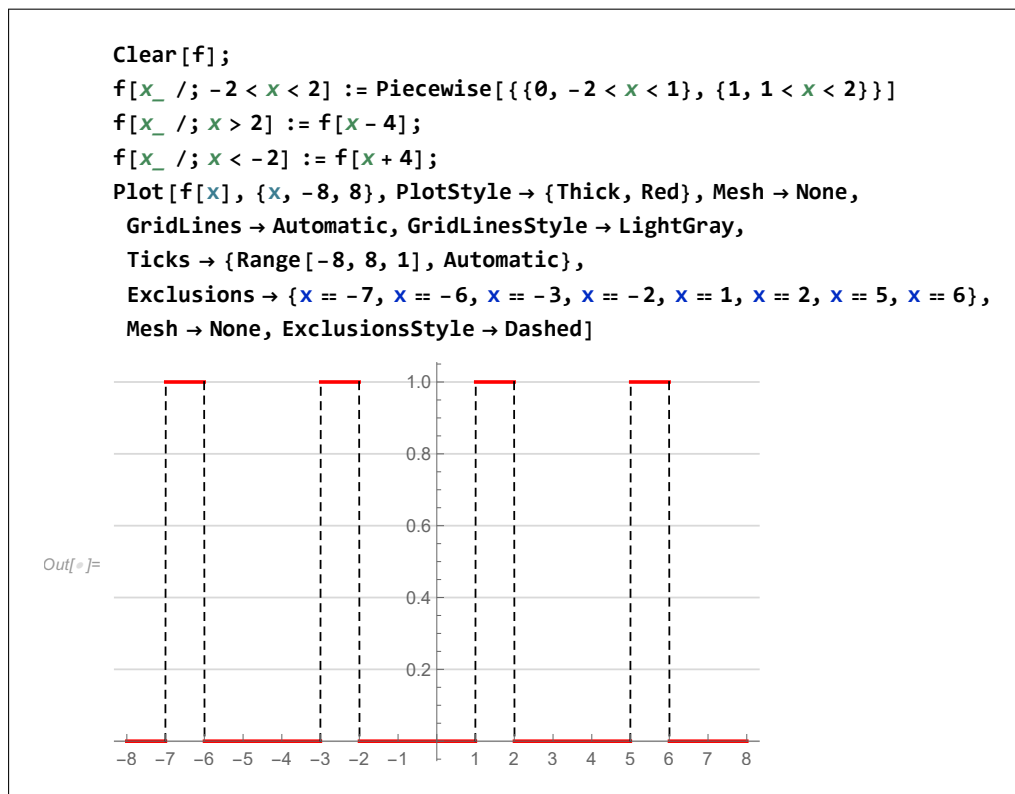 Clear[f];
f[x_ /; -2 < x < 2] := Piecewise[{{0, -2 < x < 1}, {1, 1 < x < 2}}]
f[x_ /; x > 2] := f[x - 4];
f[x_ /; x < -2] := f[x + 4];
Plot[f[x], {x, -8, 8}, PlotStyle → {Thick, Red}, Mesh → None,
GridLines → Automatic, GridLinesStyle → LightGray,
Ticks → {Range[-8, 8, 1], Automatic},
Exclusions → {x == -7, x == -6, x == -3, x == -2, x == 1, x == 2, x == 5, x == 6},
Mesh → None, ExclusionsStyle → Dashed]
1.0
0.8
0.6
Out[•]=
0.4
0.2
-8 -7 -6 -5 -4 -3 -2 -1 1 2 3 4 5 6 7 8